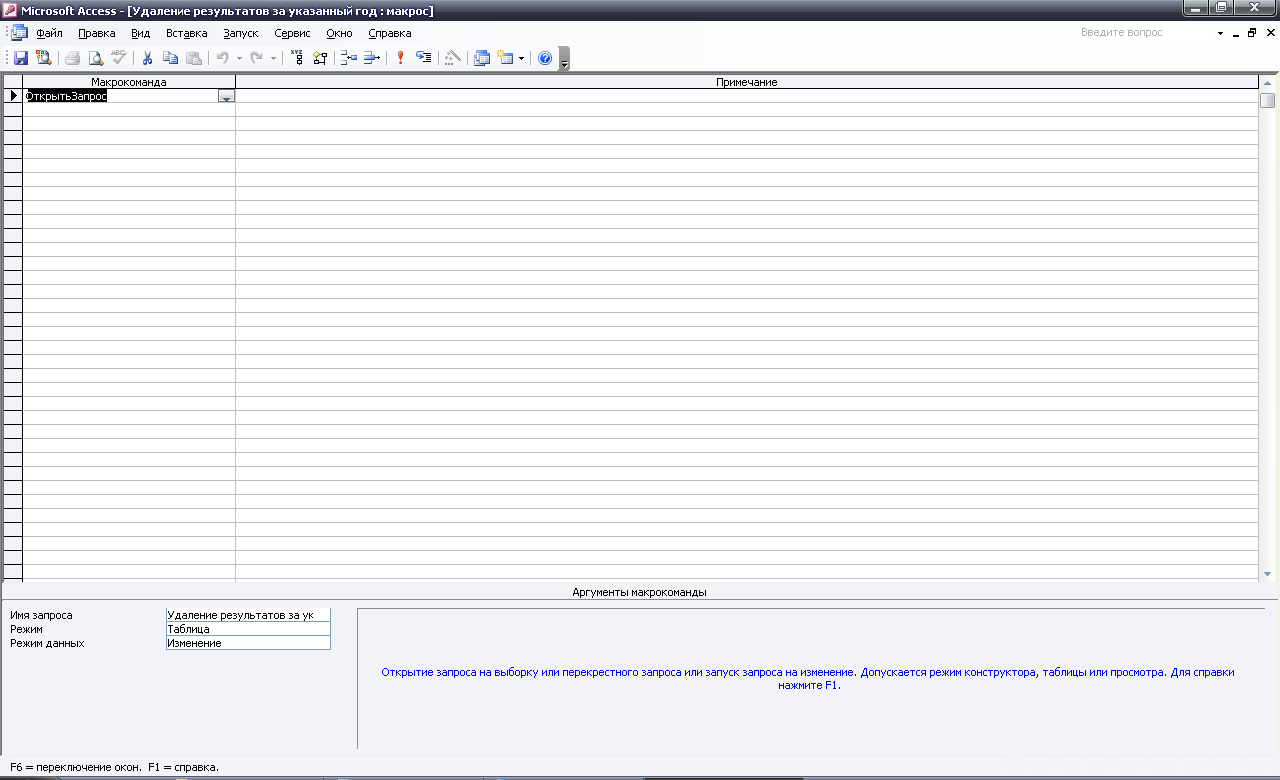 Microsoft Access - [Удаление результатов за указанный год : макрос]
Файл Правка Вид Вставка Запуск Сервис Окно Справка Введите вопрос
Макрокоманда Примечание
ОткрытьЗапрос
Аргументы макрокоманды
Имя запроса Удаление результатов за ук
Режим Таблица
Режим данных Изменение
Открытие запроса на выборку или перекрестного запроса или запуск запроса на изменение. Допускается режим конструктора, таблицы или просмотра. Для справки
нажмите F1.
F6 = переключение окон. F1 = справка.